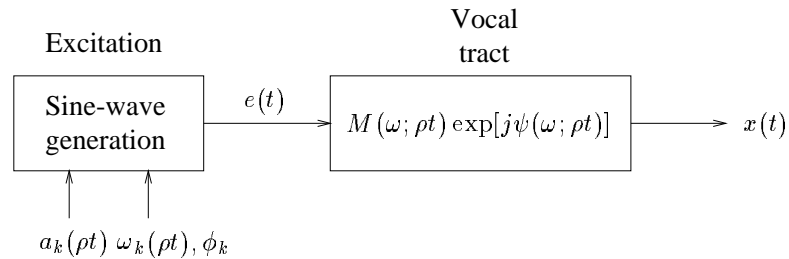 Excitation
Vocal
tract
Sine-wave
generation
e(t)
M(ω; ρt) exp[jψ(ω; ρt)]
x(t)
a_k(ρt) ω_k(ρt), ϕ_k